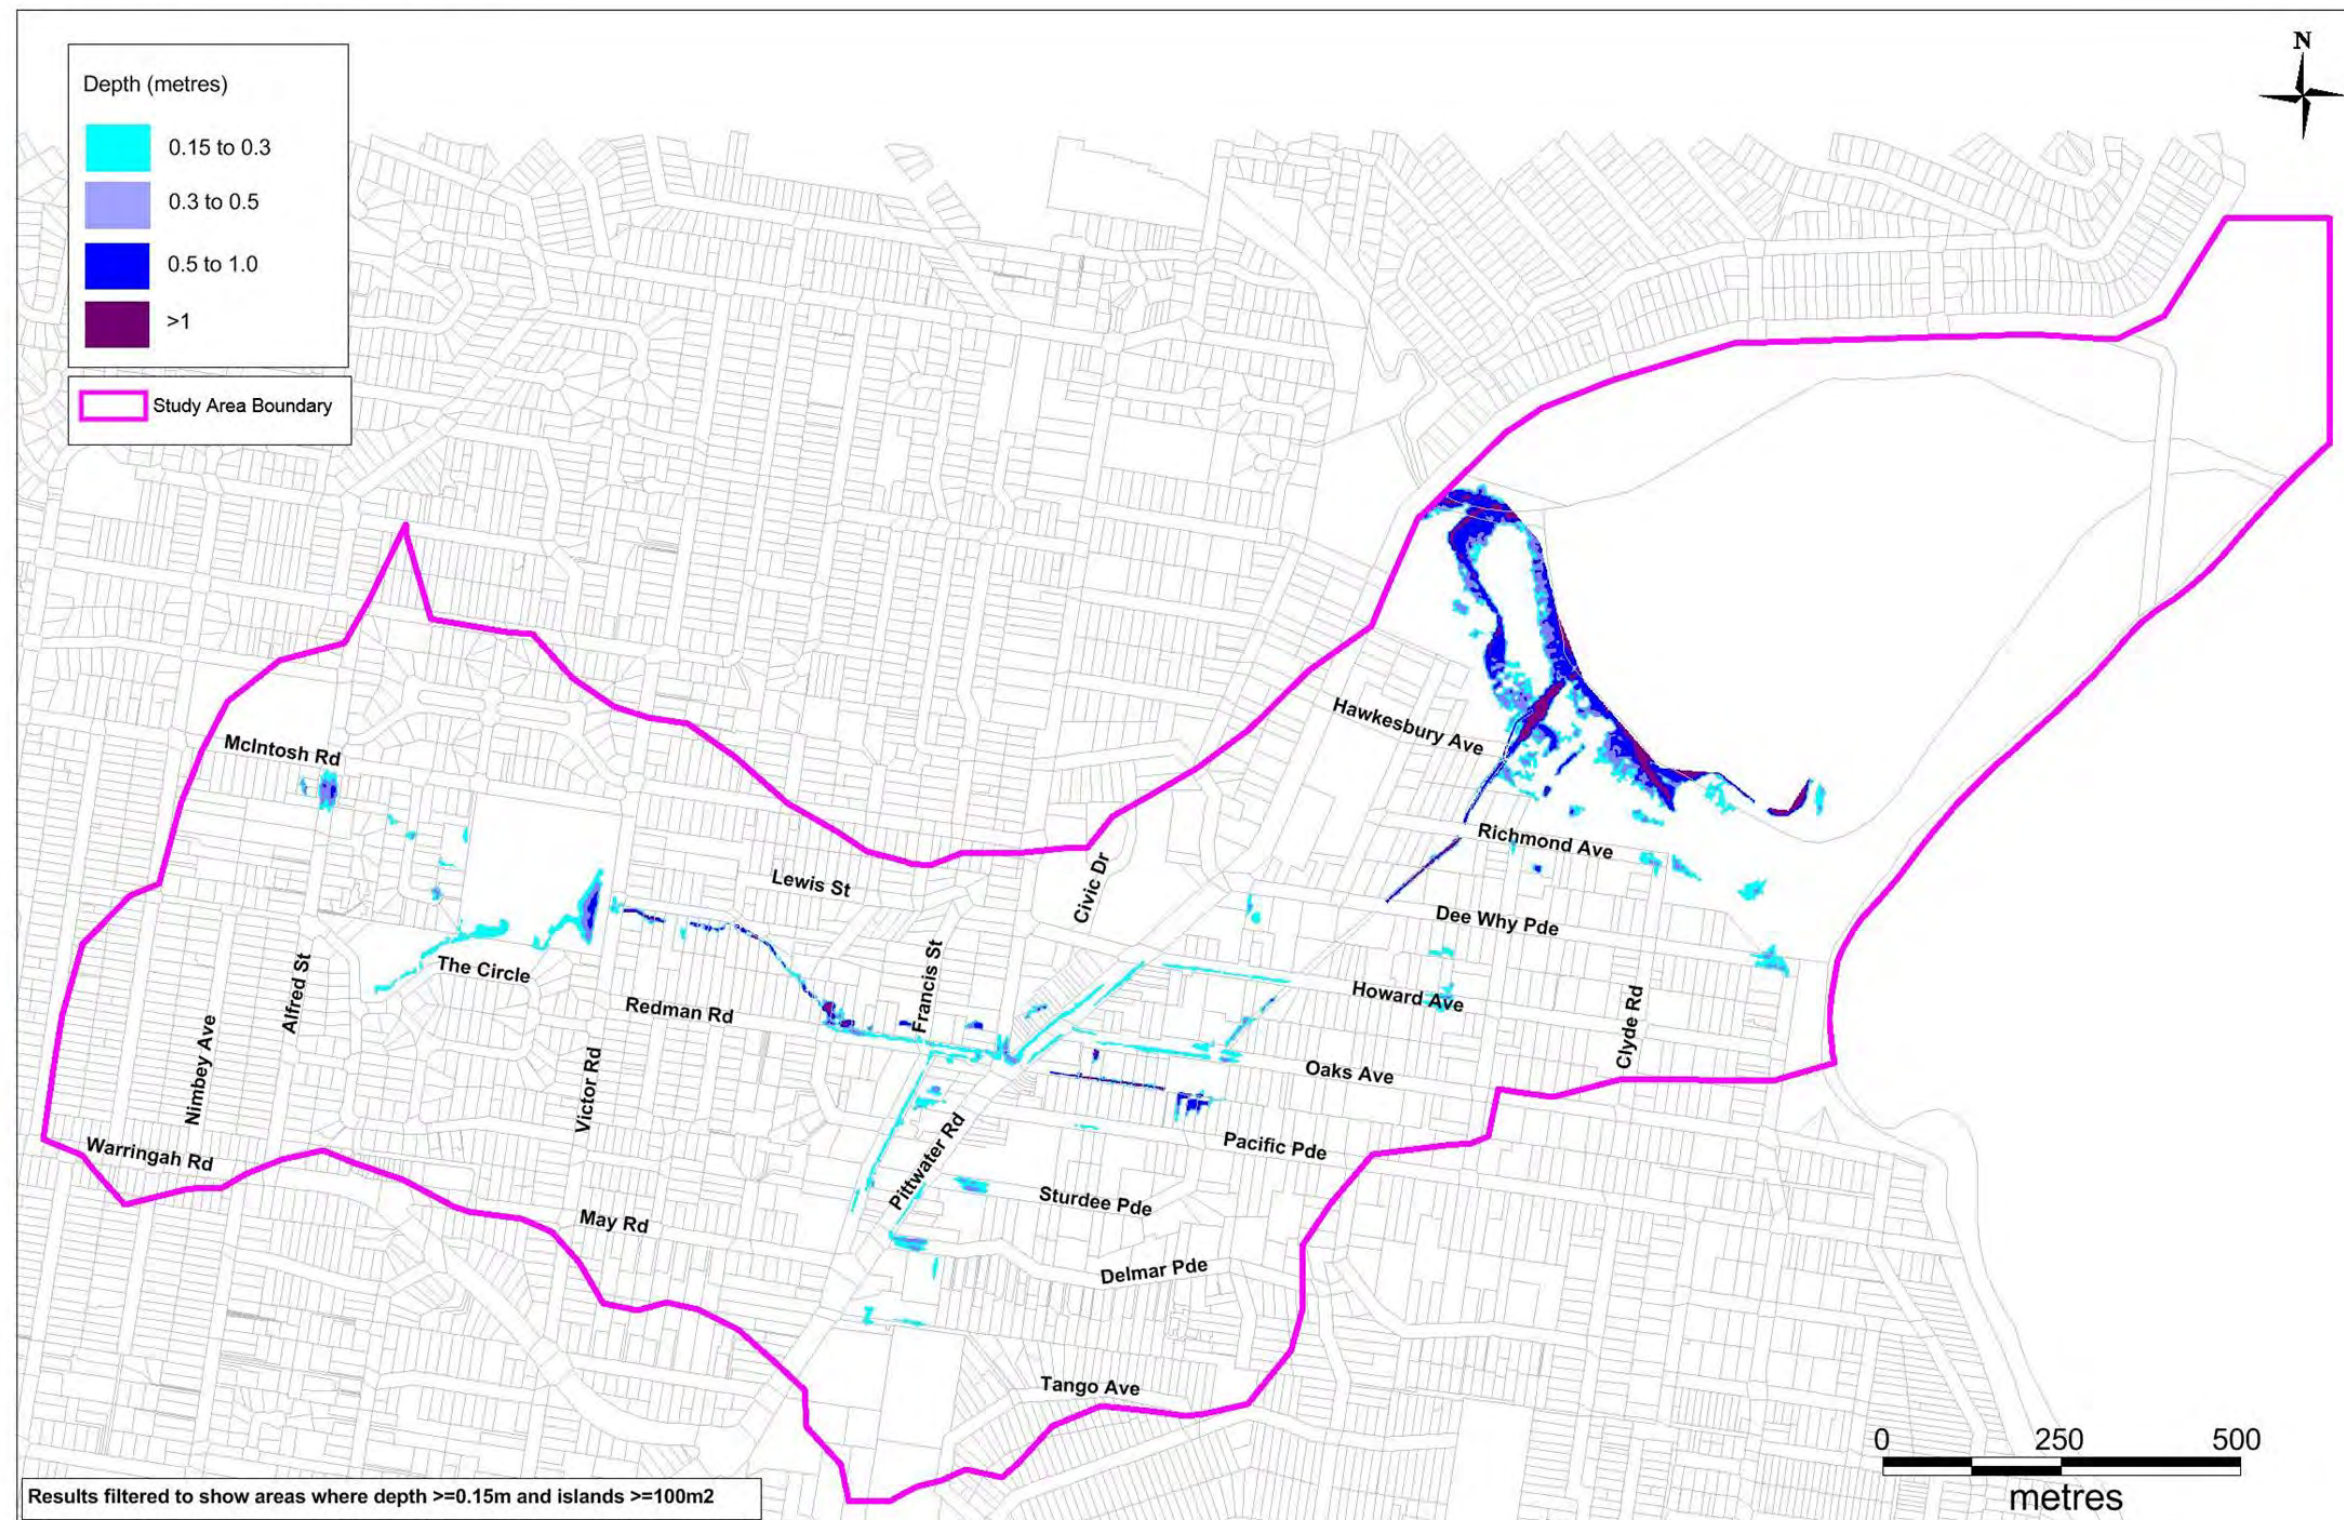 N
Depth (metres)
0.15 to 0.3
0.3 to 0.5
0.5 to 1.0
>1
Study Area Boundary
McIntosh Rd
Hawkesbury Ave
Richmond Ave
Lewis St
Civic Dr
Dee Why Pde
Francis St
The Circle
Alfred St
Redman Rd
Howard Ave
Nimbey Ave
Victor Rd
Oaks Ave
Clyde Rd
Warringah Rd
Pittwater Rd
Pacific Pde
May Rd
Sturdee Pde
Delmar Pde
Tango Ave
0 250 500
metres
Results filtered to show areas where depth >=0.15m and islands >=100m2